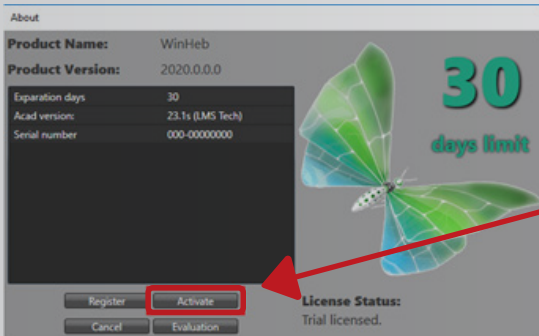 About
Product Name: WinHeb
Product Version: 2020.0.0.0
Exparation days 30
Acad version: 23.1s (LMS Tech)
Serial number 000-00000000
30
days limit
Register Activate
Cancel Evaluation
License Status:
Trial licensed.